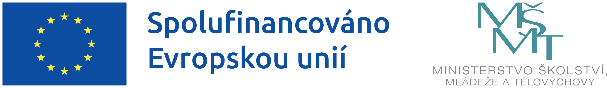 Spolufinancováno
Evropskou unií
MŠMT
MINISTERSTVO ŠKOLSTVÍ,
MLÁDEŽE A TĚLOVÝCHOVY